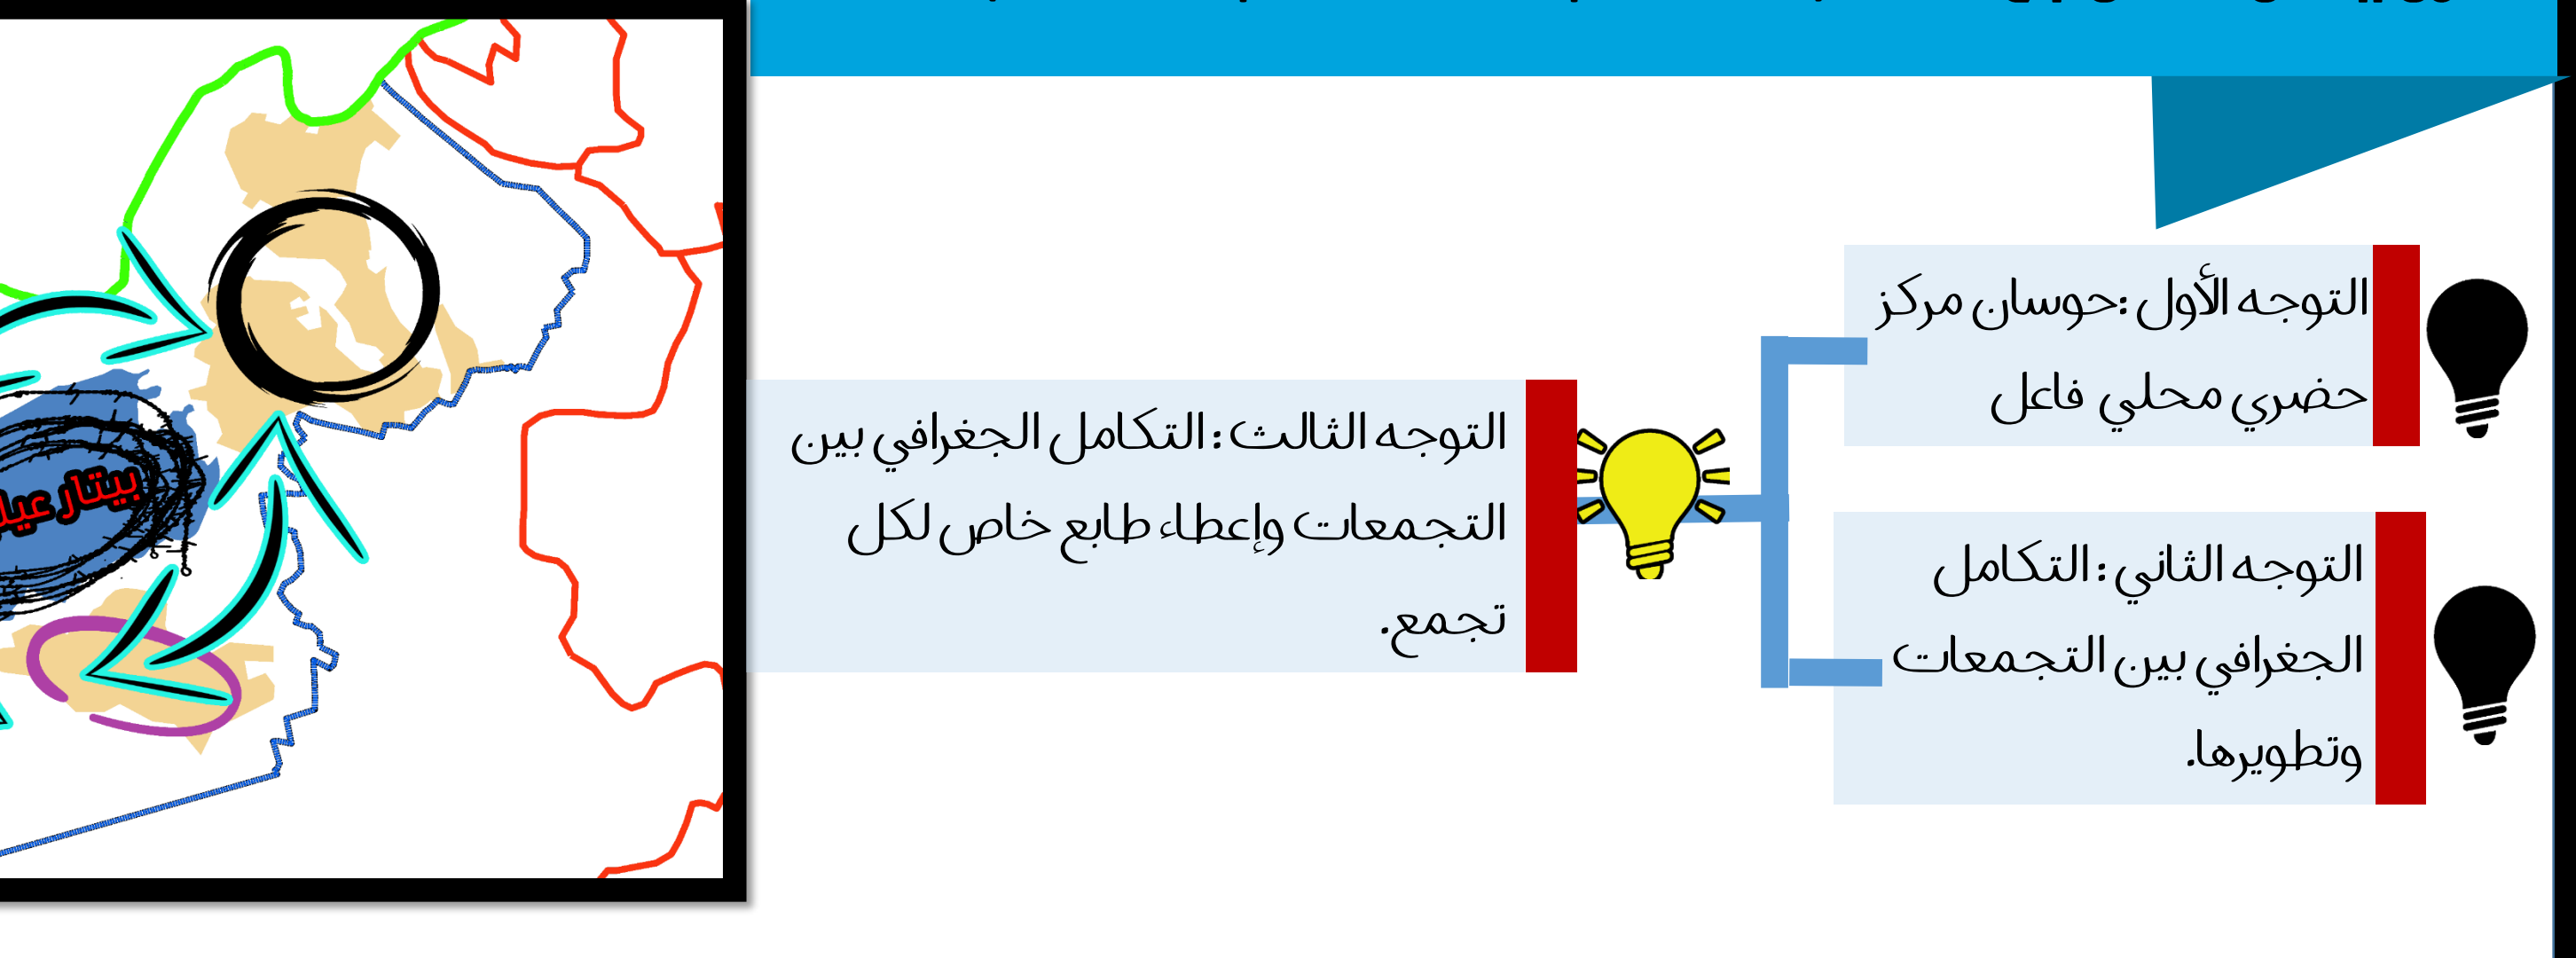 التوجه الأول :حوسان مركز
حضري محلي فاعل
التوجه الثاني : التكامل
الجغرافي بين التجمعات
وتطويرها.
التوجه الثالث : التكامل الجغرافي بين
التجمعات وإعطاء طابع خاص لكل
تجمع.
بيتار